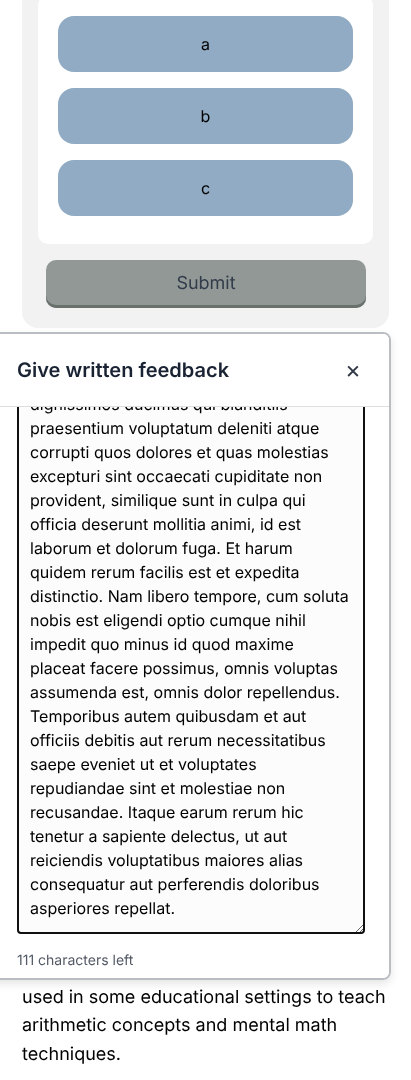 a
b
c
Submit
Give written feedback
dignissimos ducimus qui blanditiis
praesentium voluptatum deleniti atque
corrupti quos dolores et quas molestias
excepturi sint occaecati cupiditate non
provident, similique sunt in culpa qui
officia deserunt mollitia animi, id est
laborum et dolorum fuga. Et harum
quidem rerum facilis est et expedita
distinctio. Nam libero tempore, cum soluta
nobis est eligendi optio cumque nihil
impedit quo minus id quod maxime
placeat facere possimus, omnis voluptas
assumenda est, omnis dolor repellendus.
Temporibus autem quibusdam et aut
officiis debitis aut rerum necessitatibus
saepe eveniet ut et voluptates
repudiandae sint et molestiae non
recusandae. Itaque earum rerum hic
tenetur a sapiente delectus, ut aut
reiciendis voluptatibus maiores alias
consequatur aut perferendis doloribus
asperiores repellat.
111 characters left
used in some educational settings to teach
arithmetic concepts and mental math
techniques.